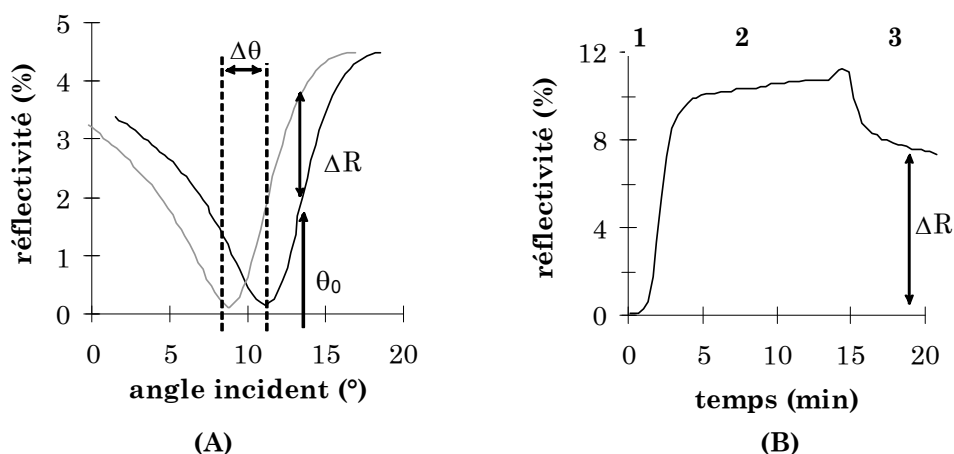 réflectivité (%)
5
4
3
2
1
0
Δθ
ΔR
θ₀
0 5 10 15 20
angle incident (°)
(A)
réflectivité (%)
12
8
4
0
1 2 3
ΔR
0 5 10 15 20
temps (min)
(B)